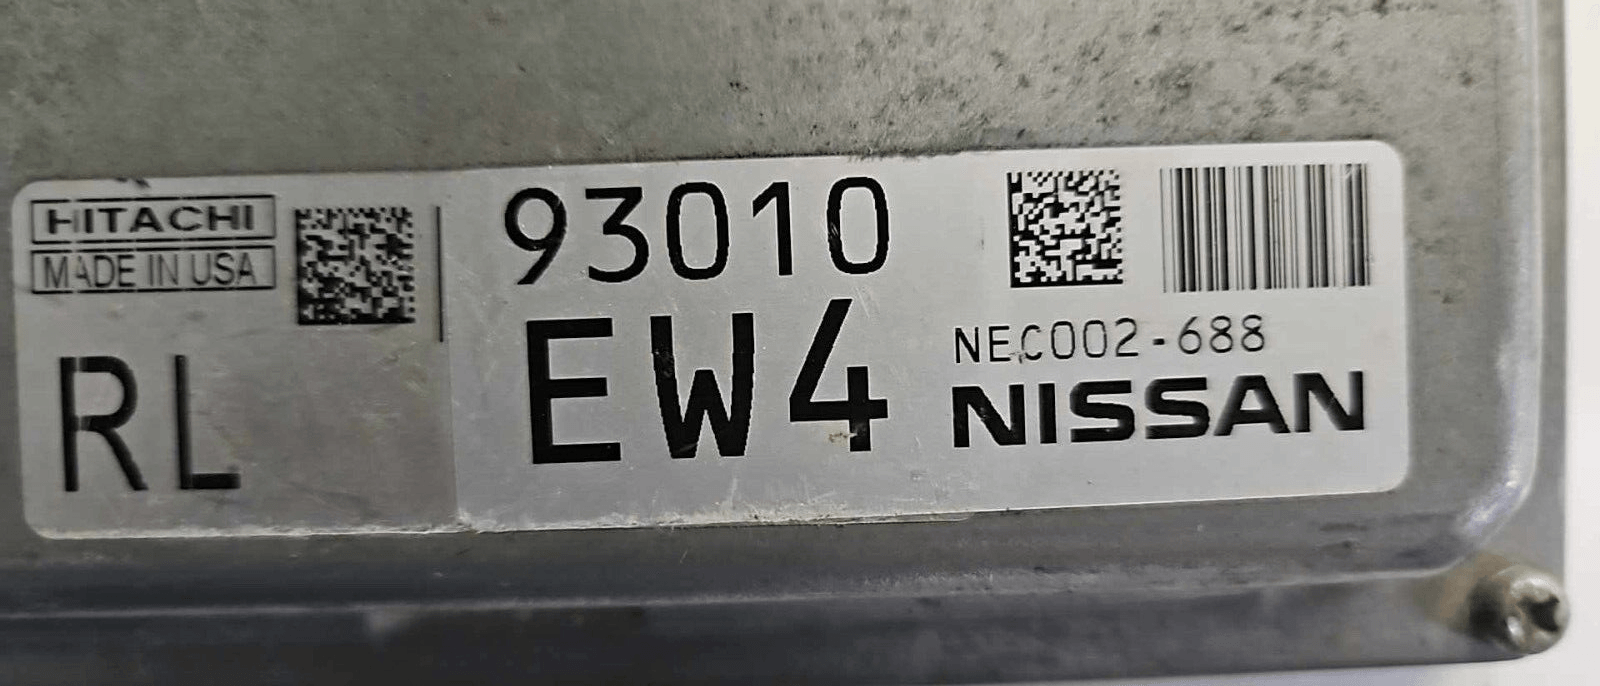 HITACHI
MADE IN USA
RL
93010
EW4
NEC002-688
NISSAN